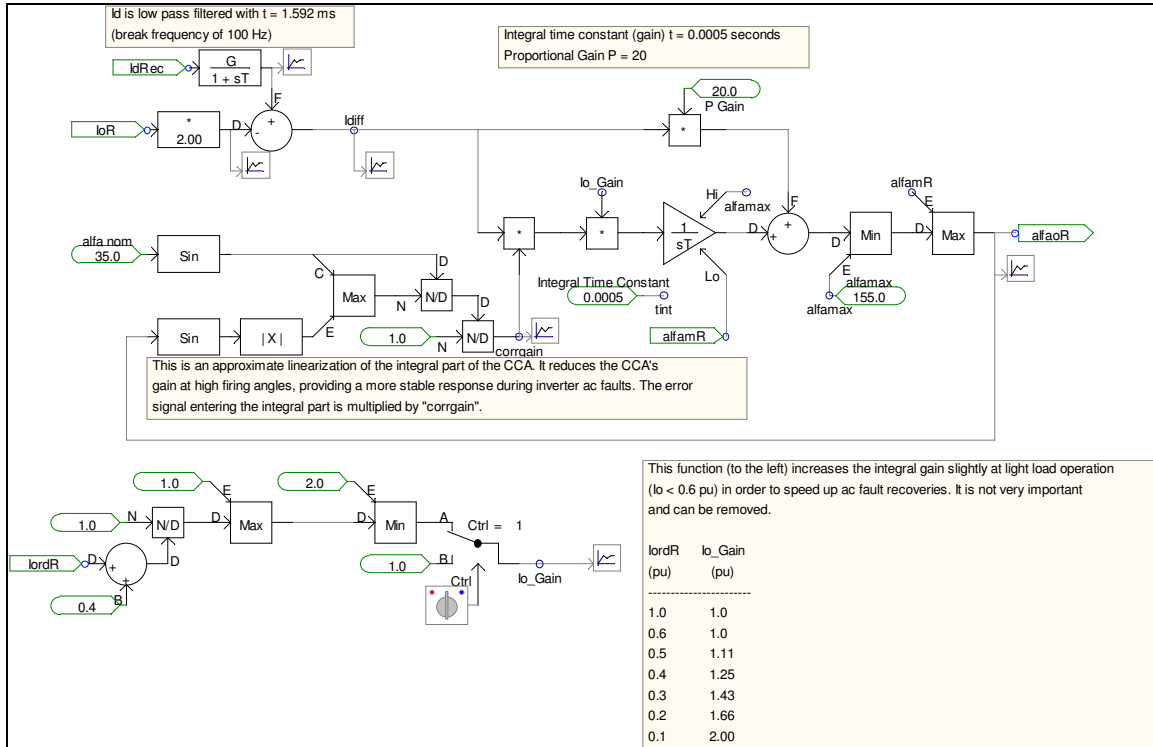 Id is low pass filtered with t = 1.592 ms
(break frequency of 100 Hz)
Integral time constant (gain) t = 0.0005 seconds
Proportional Gain P = 20
IdRec
G
1 + sT
F
20.0
P Gain
IoR
*
2.00
D
-
+
Idiff
*
Io_Gain
Hi
alfamax
alfamR
E
F
alfa nom
35.0
Sin
*
*
1
sT
D
+
+
D
Min
D
Max
alfaoR
C
D
Max
N
N/D
D
E
Lo
Integral Time Constant
0.0005
tint
E
alfamax
155.0
alfamax
Sin
|X|
1.0
N
N/D
corrgain
alfamR
This is an approximate linearization of the integral part of the CCA. It reduces the CCA's
gain at high firing angles, providing a more stable response during inverter ac faults. The error
signal entering the integral part is multiplied by "corrgain".
This function (to the left) increases the integral gain slightly at light load operation
(Io < 0.6 pu) in order to speed up ac fault recoveries. It is not very important
and can be removed.
IordR Io_Gain
(pu) (pu)
-----------------------
1.0 1.0
0.6 1.0
0.5 1.11
0.4 1.25
0.3 1.43
0.2 1.66
0.1 2.00
1.0
E
2.0
E
1.0
N
N/D
D
Max
D
Min
A
Ctrl = 1
IordR
D
+
+
D
1.0
B
Ctrl
Io_Gain
0.4
B